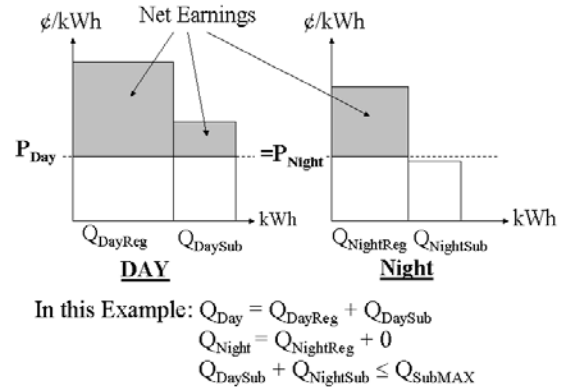 Net Earnings
¢/kWh
¢/kWh
P_Day
=P_Night
kWh
kWh
Q_DayReg Q_DaySub
Q_NightReg Q_NightSub
DAY
Night
In this Example: Q_Day = Q_DayReg + Q_DaySub
Q_Night = Q_NightReg + 0
Q_DaySub + Q_NightSub ≤ Q_SubMAX